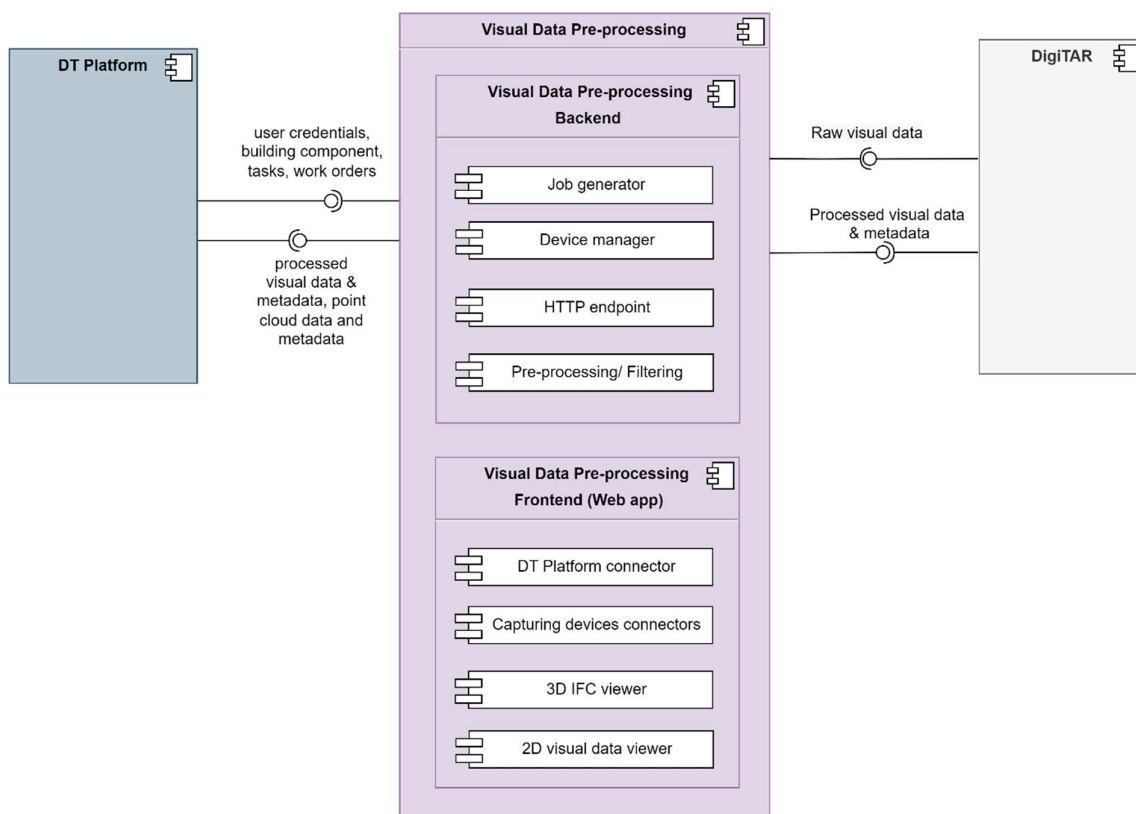 DT Platform
user credentials,
building component,
tasks, work orders
processed
visual data &
metadata, point
cloud data and
metadata
Visual Data Pre-processing
Visual Data Pre-processing
Backend
Job generator
Device manager
HTTP endpoint
Pre-processing/ Filtering
Visual Data Pre-processing
Frontend (Web app)
DT Platform connector
Capturing devices connectors
3D IFC viewer
2D visual data viewer
Raw visual data
Processed visual data
& metadata
DigiTAR